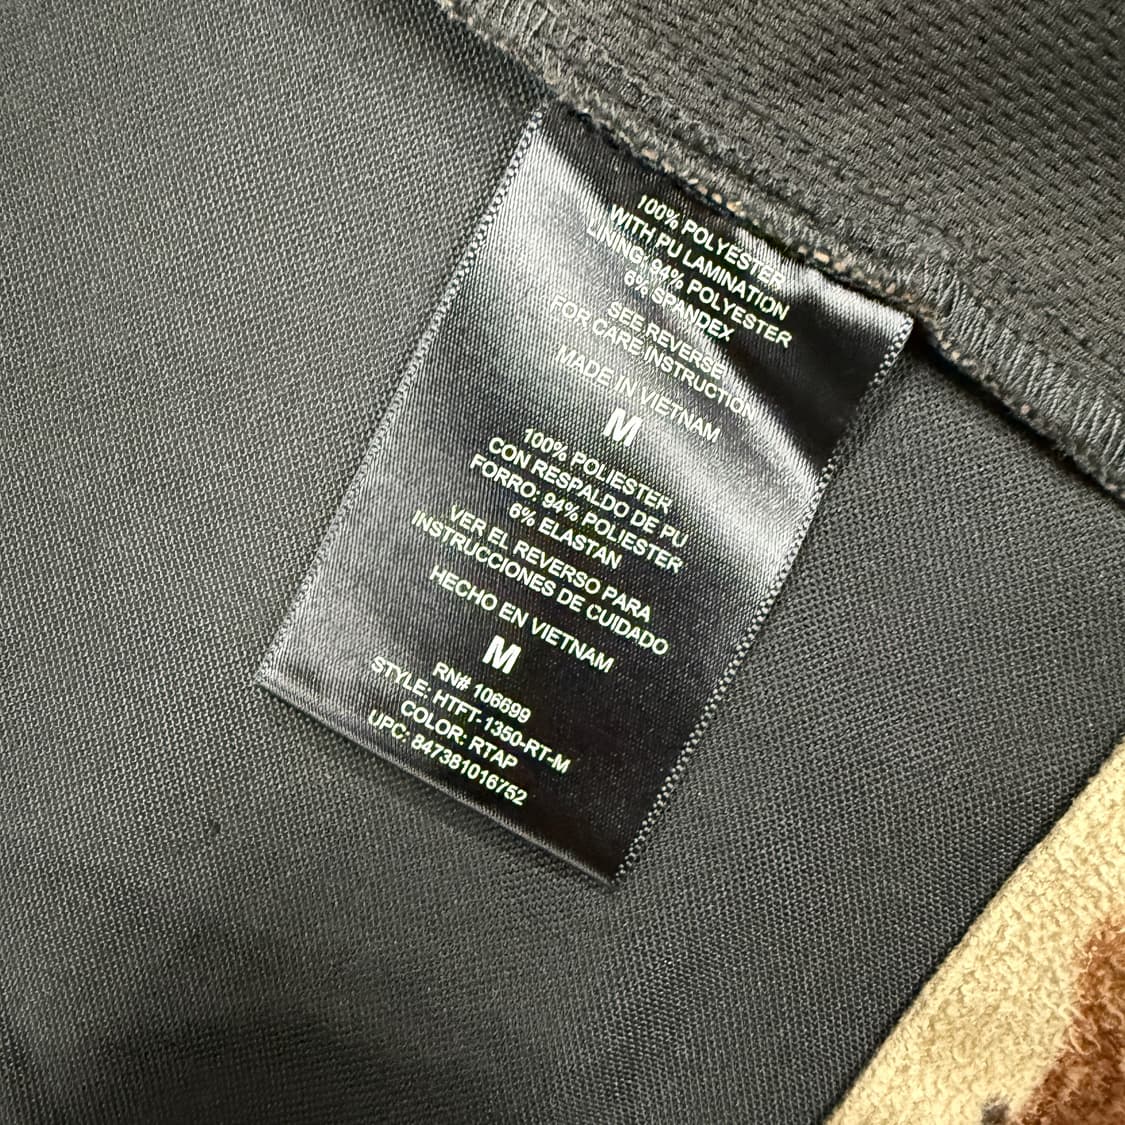 100% POLYESTER
WITH PU LAMINATION
LINING: 94% POLYESTER
6% SPANDEX
SEE REVERSE
FOR CARE INSTRUCTION
MADE IN VIETNAM
M
100% POLIESTER
CON RESPALDO DE PU
FORRO: 94% POLIESTER
6% ELASTAN
VER EL REVERSO PARA
INSTRUCCIONES DE CUIDADO
HECHO EN VIETNAM
M
RN# 106699
STYLE: HTFT-1350-RT-M
COLOR: RTAP
UPC: 847381016752